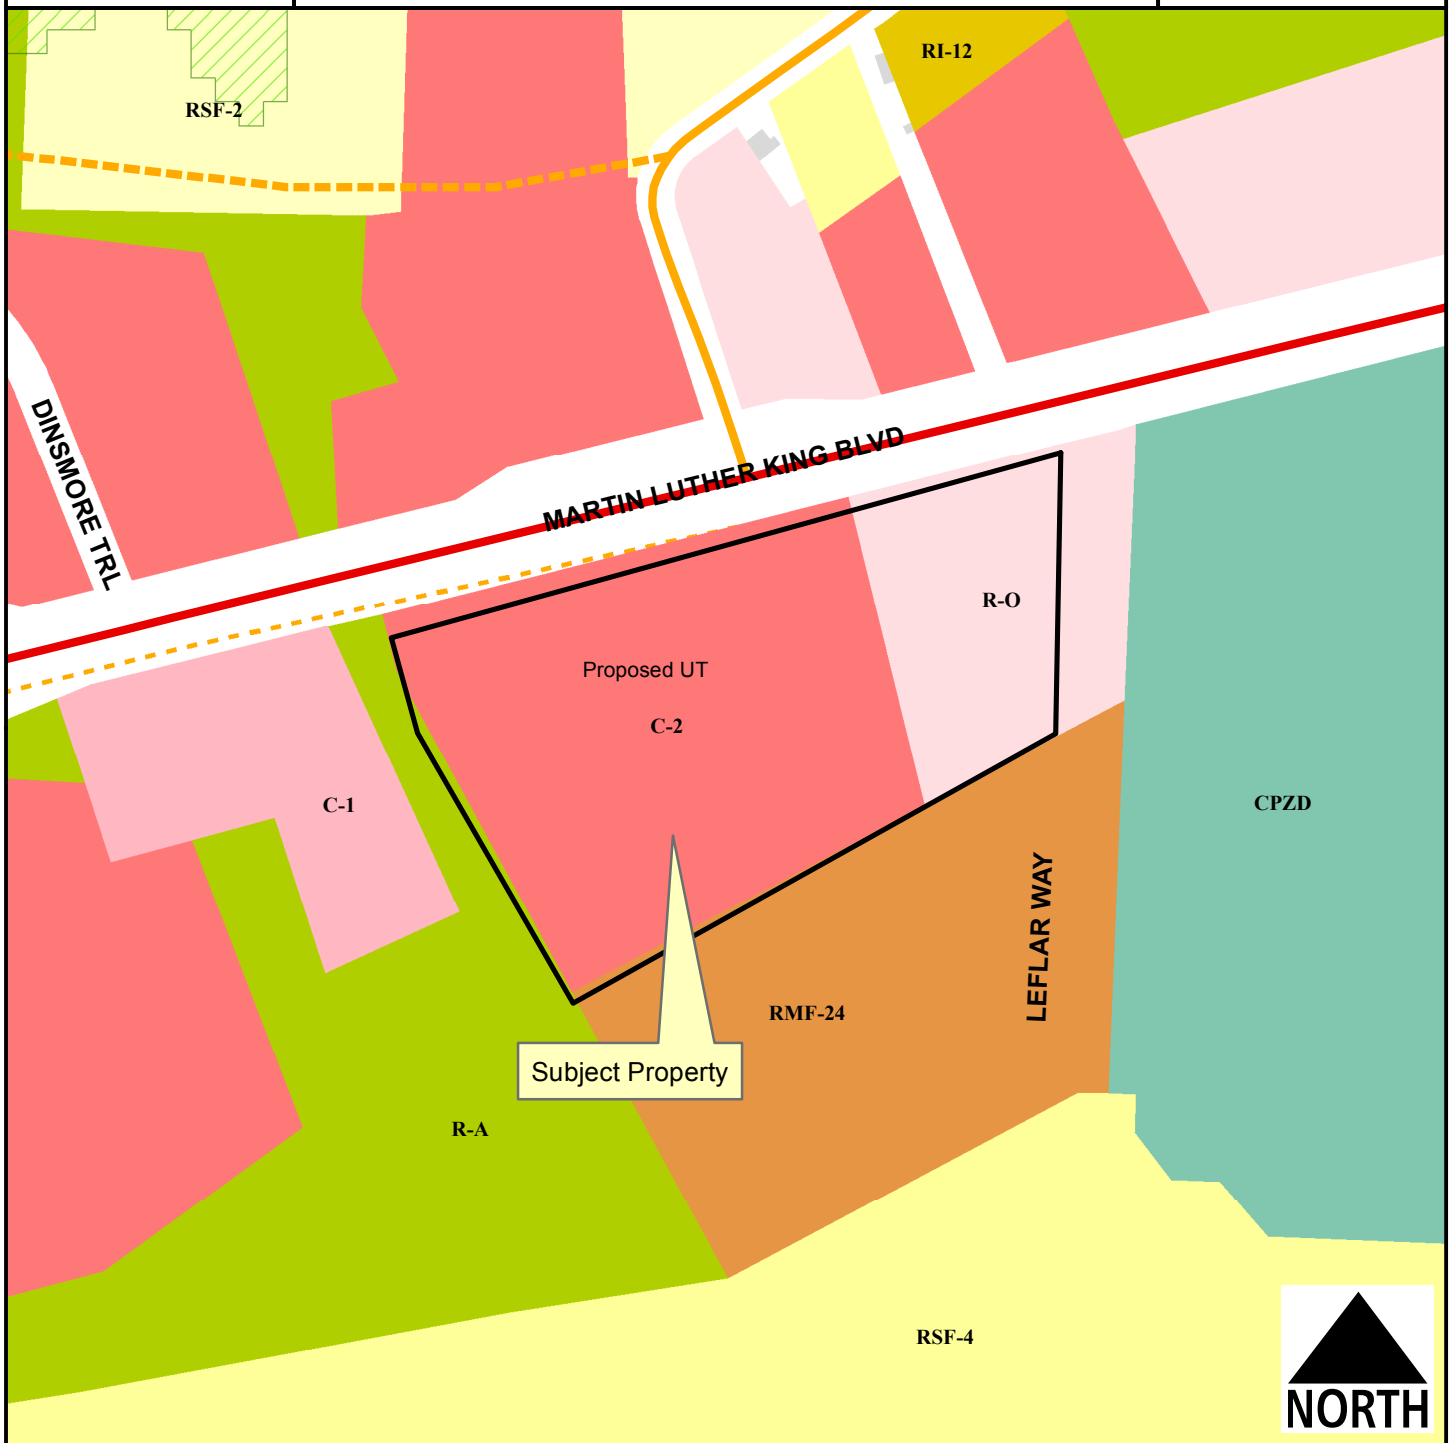 RI-12
RSF-2
DINSMORE TRL
MARTIN LUTHER KING BLVD
R-O
Proposed UT
C-2
C-1
CPZD
LEFLAR WAY
RMF-24
Subject Property
R-A
RSF-4
NORTH